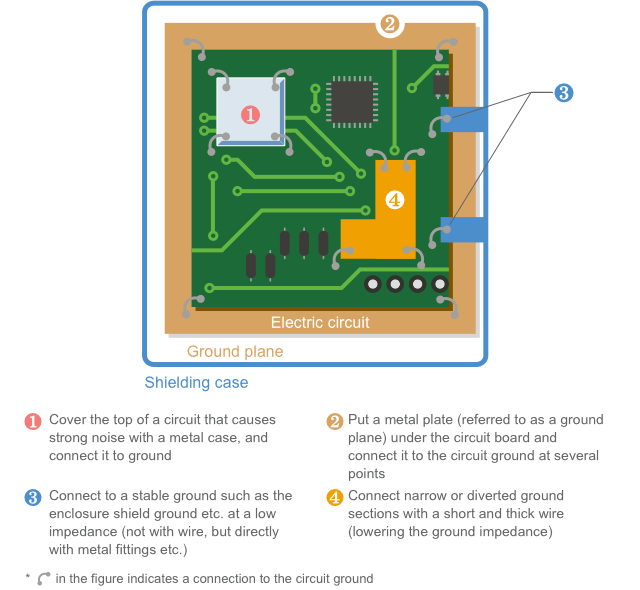 2
1
3
4
Electric circuit
Ground plane
Shielding case
1 Cover the top of a circuit that causes
strong noise with a metal case, and
connect it to ground
2 Put a metal plate (referred to as a ground
plane) under the circuit board and
connect it to the circuit ground at several
points
3 Connect to a stable ground such as the
enclosure shield ground etc. at a low
impedance (not with wire, but directly
with metal fittings etc.)
4 Connect narrow or diverted ground
sections with a short and thick wire
(lowering the ground impedance)
* in the figure indicates a connection to the circuit ground